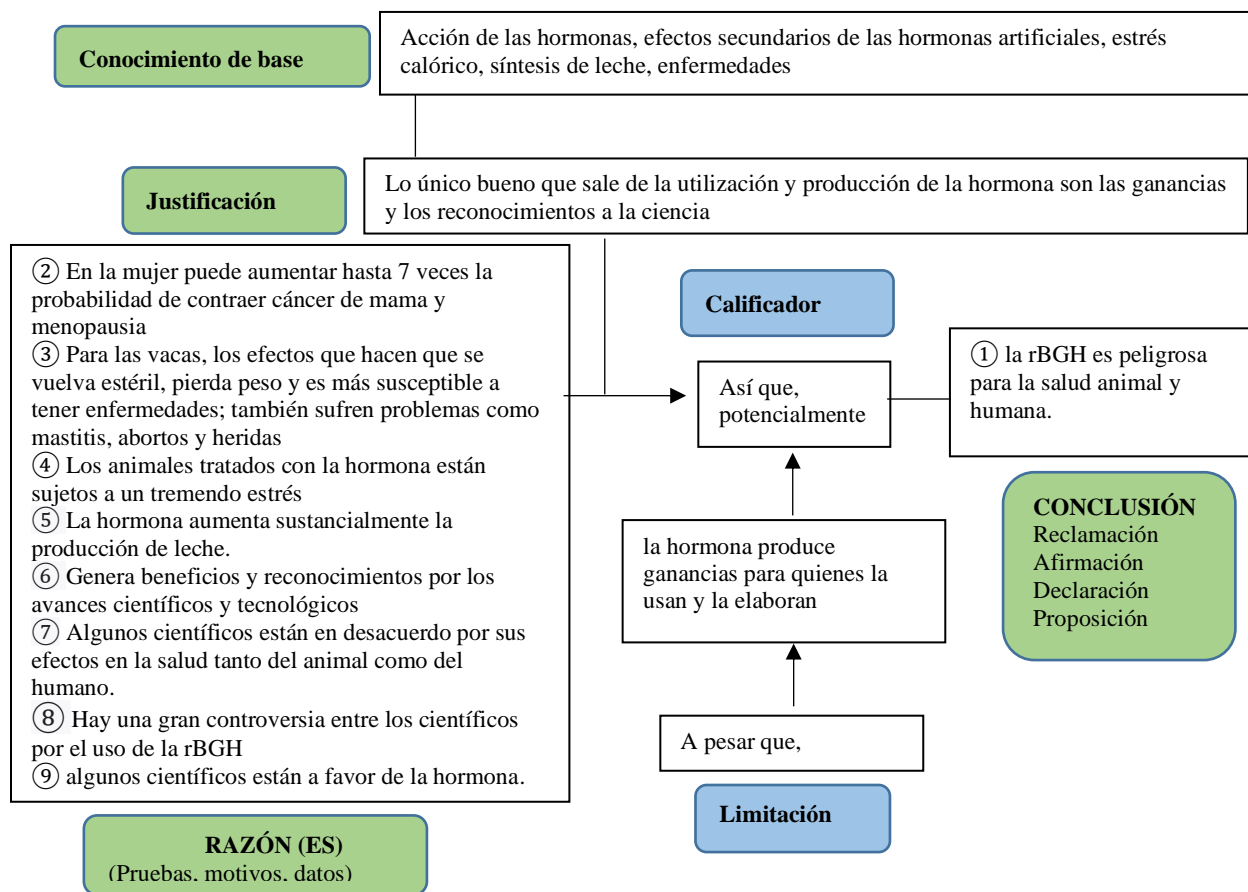 Conocimiento de base
Acción de las hormonas, efectos secundarios de las hormonas artificiales, estrés
calórico, síntesis de leche, enfermedades
Justificación
Lo único bueno que sale de la utilización y producción de la hormona son las ganancias
y los reconocimientos a la ciencia
② En la mujer puede aumentar hasta 7 veces la
probabilidad de contraer cáncer de mama y
menopausia
③ Para las vacas, los efectos que hacen que se
vuelva estéril, pierda peso y es más susceptible a
tener enfermedades; también sufren problemas como
mastitis, abortos y heridas
④ Los animales tratados con la hormona están
sujetos a un tremendo estrés
⑤ La hormona aumenta sustancialmente la
producción de leche.
⑥ Genera beneficios y reconocimientos por los
avances científicos y tecnológicos
⑦ Algunos científicos están en desacuerdo por sus
efectos en la salud tanto del animal como del
humano.
⑧ Hay una gran controversia entre los científicos
por el uso de la rBGH
⑨ algunos científicos están a favor de la hormona.
RAZÓN (ES)
(Pruebas, motivos, datos)
Calificador
Así que,
potencialmente
la hormona produce
ganancias para quienes la
usan y la elaboran
A pesar que,
Limitación
① la rBGH es peligrosa
para la salud animal y
humana.
CONCLUSIÓN
Reclamación
Afirmación
Declaración
Proposición